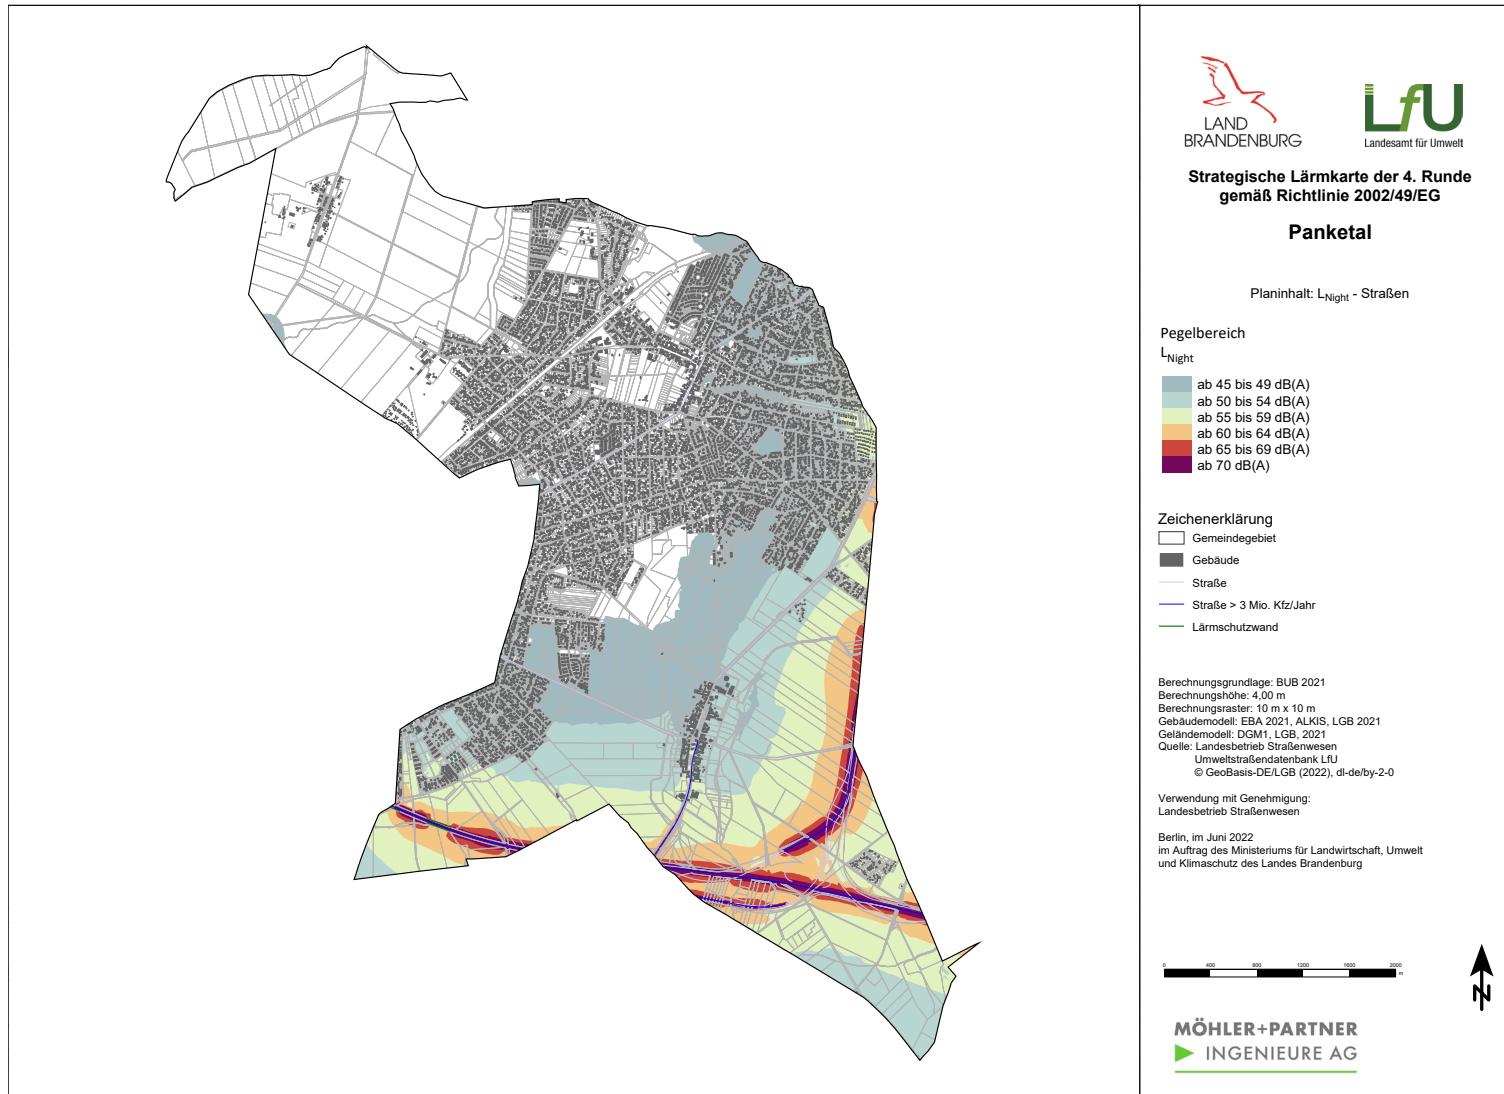 LAND
BRANDENBURG
LfU
Landesamt für Umwelt
Strategische Lärmkarte der 4. Runde
gemäß Richtlinie 2002/49/EG
Panketal
Planinhalt: LNight - Straßen
Pegelbereich
LNight
ab 45 bis 49 dB(A)
ab 50 bis 54 dB(A)
ab 55 bis 59 dB(A)
ab 60 bis 64 dB(A)
ab 65 bis 69 dB(A)
ab 70 dB(A)
Zeichenerklärung
Gemeindegebiet
Gebäude
Straße
Straße > 3 Mio. Kfz/Jahr
Lärmschutzwand
Berechnungsgrundlage: BUB 2021
Berechnungshöhe: 4,00 m
Berechnungsraster: 10 m x 10 m
Gebäudemodell: EBA 2021, ALKIS, LGB 2021
Geländemodell: DGM1, LGB, 2021
Quelle: Landesbetrieb Straßenwesen
Umweltstraßendatenbank LfU
© GeoBasis-DE/LGB (2022), dl-de/by-2-0
Verwendung mit Genehmigung:
Landesbetrieb Straßenwesen
Berlin, im Juni 2022
im Auftrag des Ministeriums für Landwirtschaft, Umwelt
und Klimaschutz des Landes Brandenburg
0 400 800 1200 1600 2000
m
N
MÖHLER+PARTNER
INGENIEURE AG